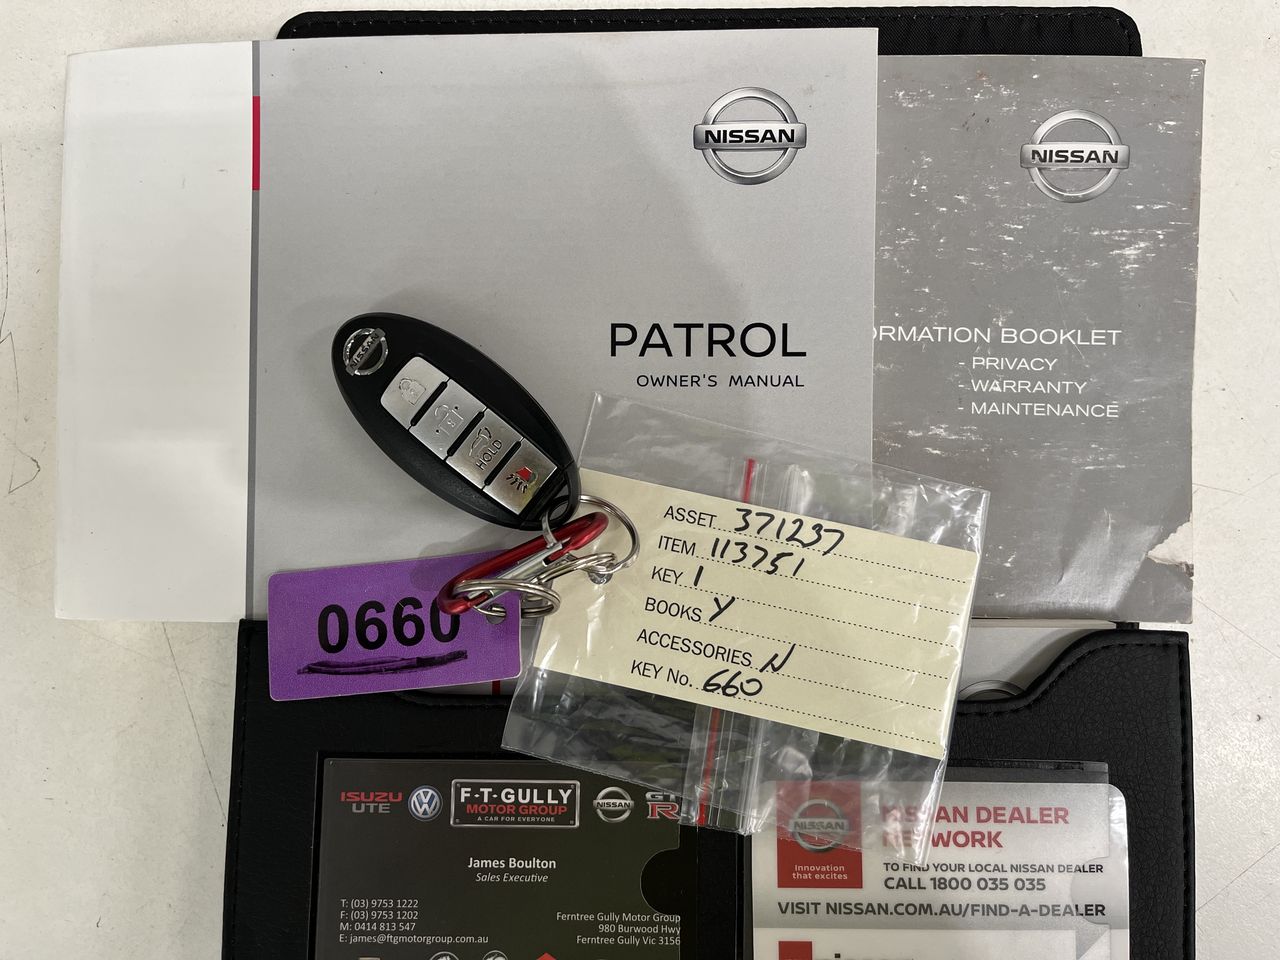 NISSAN
PATROL
OWNER'S MANUAL
NISSAN
ORMATION BOOKLET
- PRIVACY
- WARRANTY
- MAINTENANCE
NISSAN
HOLD
0660
ASSET 371237
ITEM 113751
KEY 1
BOOKS Y
ACCESSORIES N
KEY No. 660
ISUZU
UTE
F·T·GULLY
MOTOR GROUP
A CAR FOR EVERYONE
NISSAN
GT
R
James Boulton
Sales Executive
T: (03) 9753 1222
F: (03) 9753 1202
M: 0414 813 547
E: james@ftgmotorgroup.com.au
Ferntree Gully Motor Group
980 Burwood Hwy
Ferntree Gully Vic 3156
NISSAN
Innovation
that excites
NISSAN DEALER
NETWORK
TO FIND YOUR LOCAL NISSAN DEALER
CALL 1800 035 035
VISIT NISSAN.COM.AU/FIND-A-DEALER